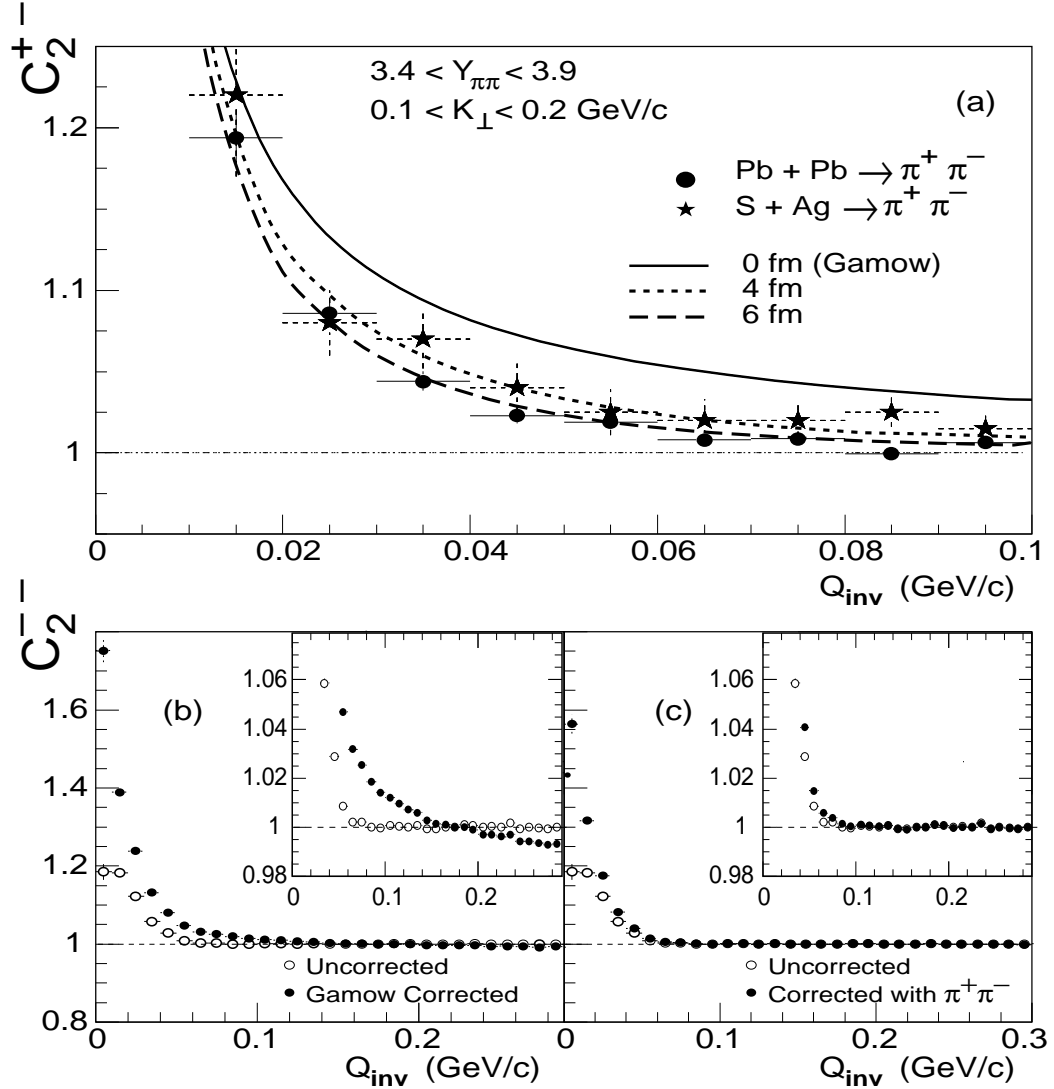 C₂⁺⁻
3.4 < Y_ππ < 3.9
0.1 < K_⊥ < 0.2 GeV/c
(a)
Pb + Pb → π⁺ π⁻
S + Ag → π⁺ π⁻
0 fm (Gamow)
4 fm
6 fm
1.2
1.1
1
0 0.02 0.04 0.06 0.08 0.1
Q_inv (GeV/c)
C₂⁻⁻
1.6
1.4
1.2
1
0.8
(b)
1.06
1.04
1.02
1
0.98
0 0.1 0.2
Uncorrected
Gamow Corrected
0 0.1 0.2
Q_inv (GeV/c)
(c)
1.06
1.04
1.02
1
0.98
0 0.1 0.2
Uncorrected
Corrected with π⁺π⁻
0 0.1 0.2 0.3
Q_inv (GeV/c)